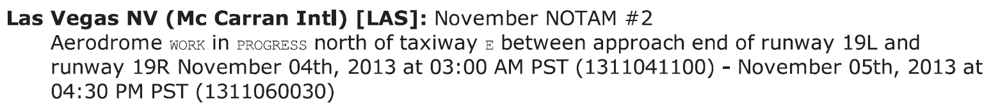 Las Vegas NV (Mc Carran Intl) [LAS]: November NOTAM #2
Aerodrome WORK in PROGRESS north of taxiway E between approach end of runway 19L and
runway 19R November 04th, 2013 at 03:00 AM PST (1311041100) - November 05th, 2013 at
04:30 PM PST (1311060030)